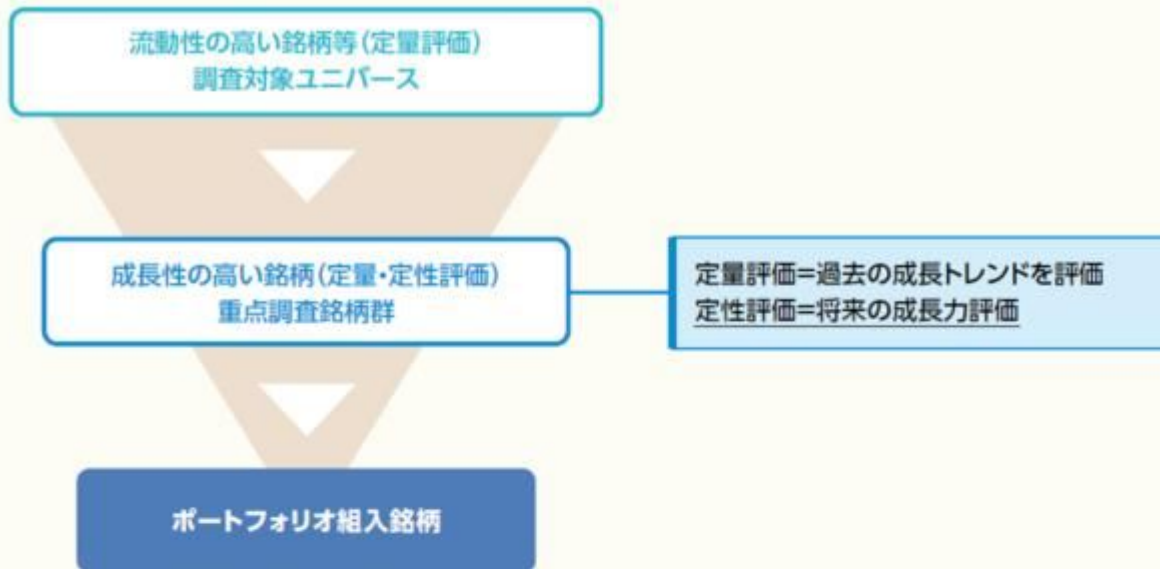 流動性の高い銘柄等(定量評価)
調査対象ユニバース
成長性の高い銘柄(定量・定性評価)
重点調査銘柄群
定量評価=過去の成長トレンドを評価
定性評価=将来の成長力評価
ポートフォリオ組入銘柄